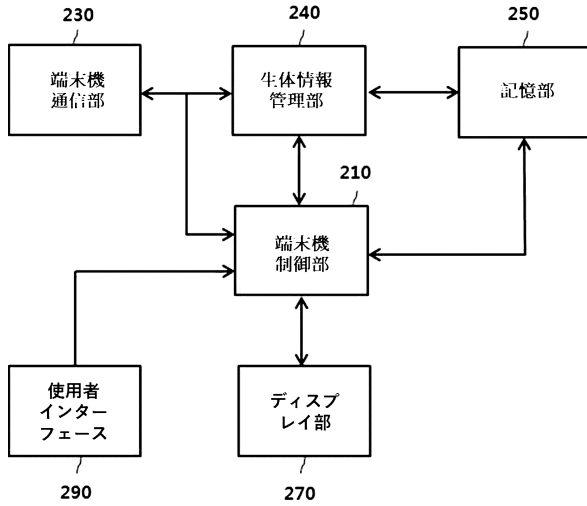 230
240
250
端末機
通信部
生体情報
管理部
記憶部
210
端末機
制御部
使用者
インター
フェース
ディスプ
レイ部
290
270